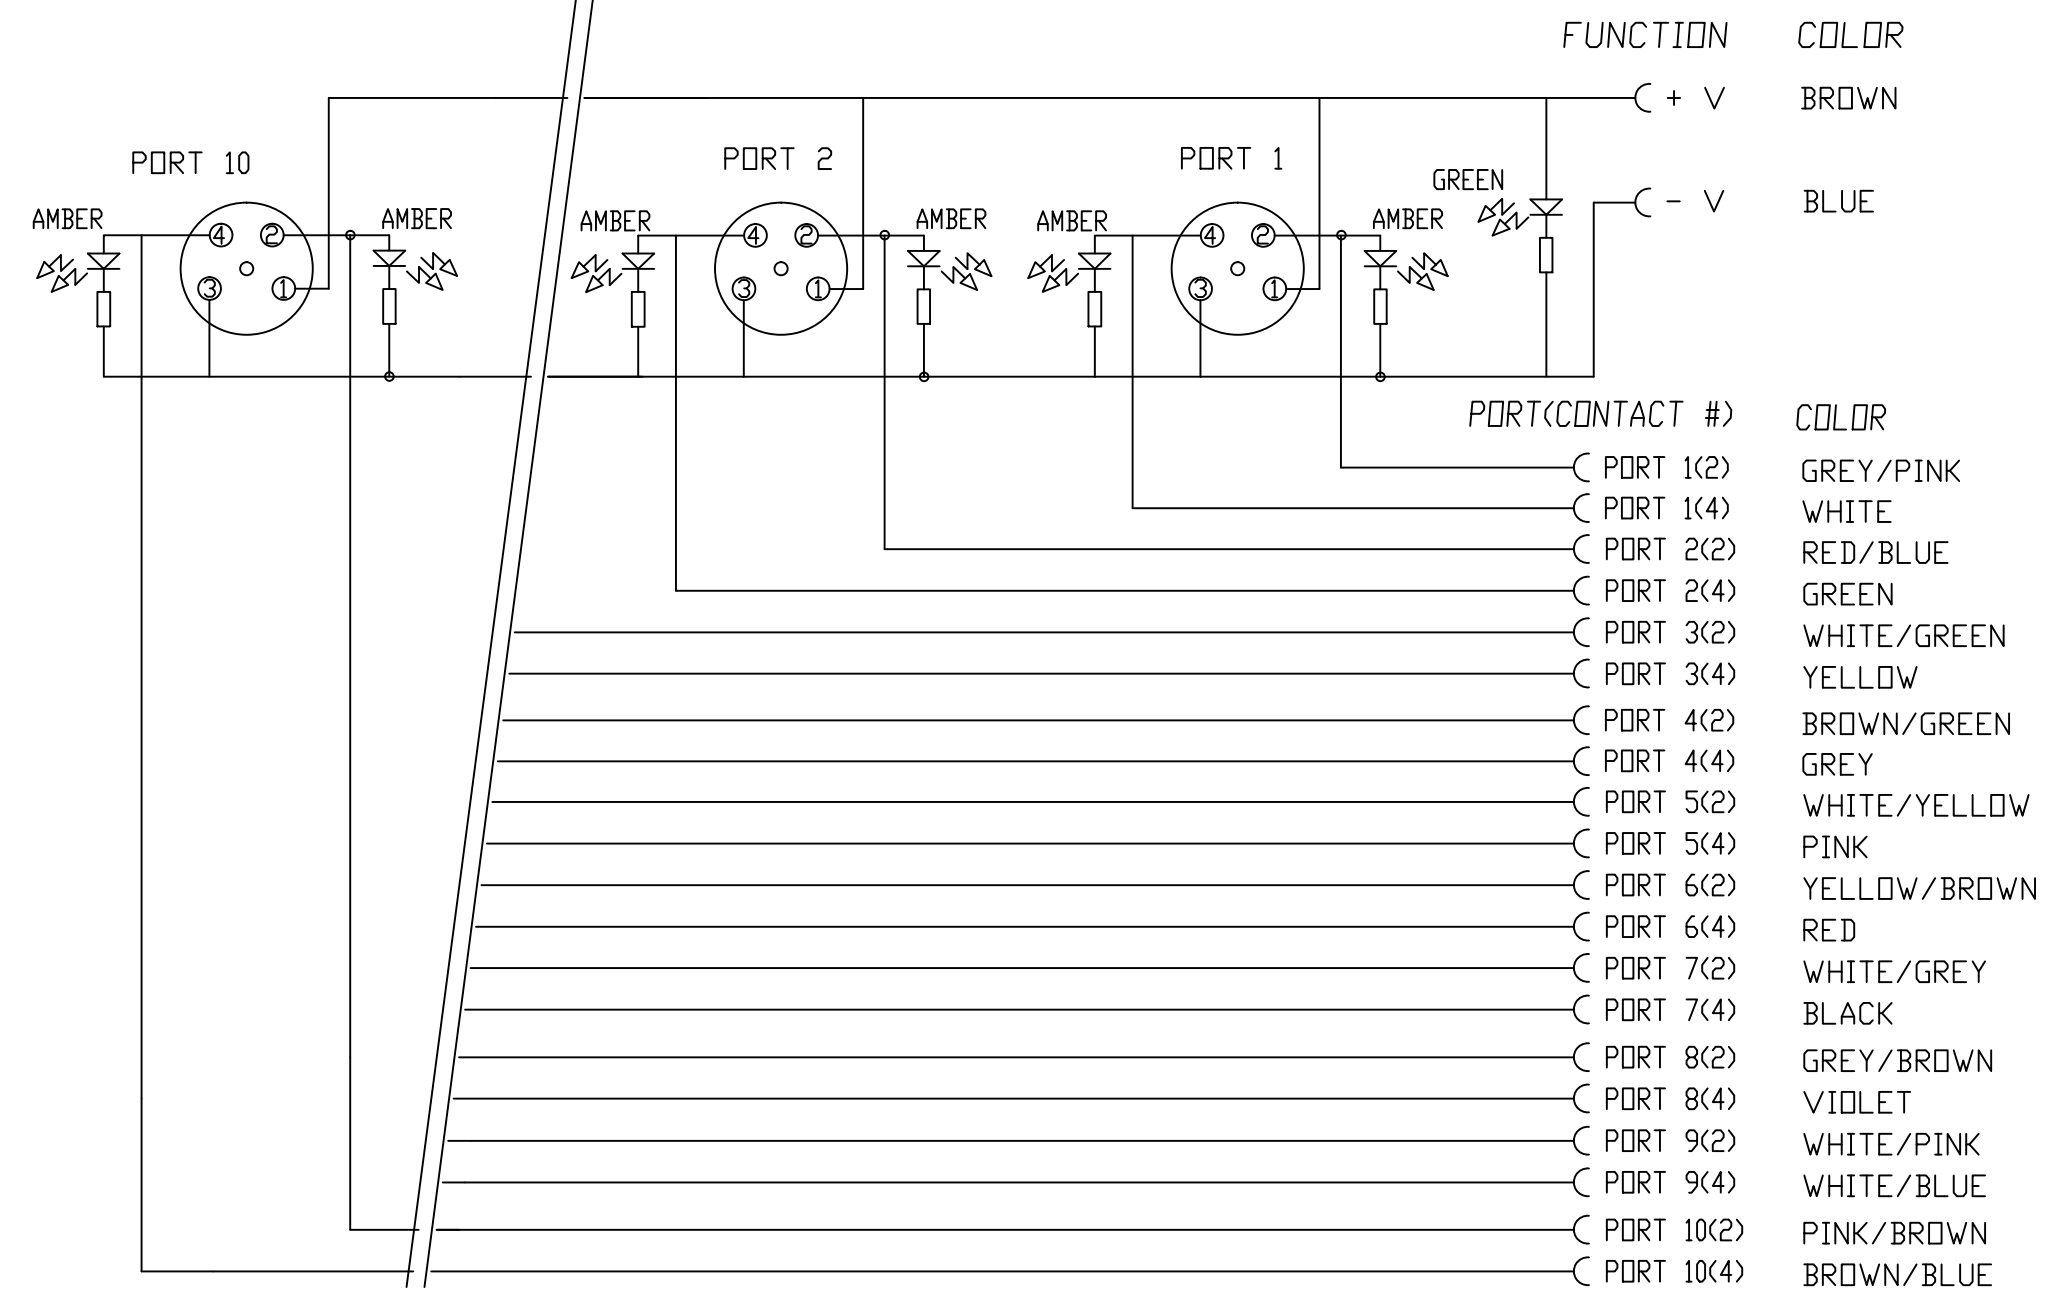 FUNCTION COLOR
+ V BROWN
PORT 10 PORT 2 PORT 1
GREEN
- V BLUE
AMBER AMBER AMBER AMBER AMBER AMBER
4 2 4 2 4 2
3 1 3 1 3 1
PORT(CONTACT #) COLOR
PORT 1(2) GREY/PINK
PORT 1(4) WHITE
PORT 2(2) RED/BLUE
PORT 2(4) GREEN
PORT 3(2) WHITE/GREEN
PORT 3(4) YELLOW
PORT 4(2) BROWN/GREEN
PORT 4(4) GREY
PORT 5(2) WHITE/YELLOW
PORT 5(4) PINK
PORT 6(2) YELLOW/BROWN
PORT 6(4) RED
PORT 7(2) WHITE/GREY
PORT 7(4) BLACK
PORT 8(2) GREY/BROWN
PORT 8(4) VIOLET
PORT 9(2) WHITE/PINK
PORT 9(4) WHITE/BLUE
PORT 10(2) PINK/BROWN
PORT 10(4) BROWN/BLUE